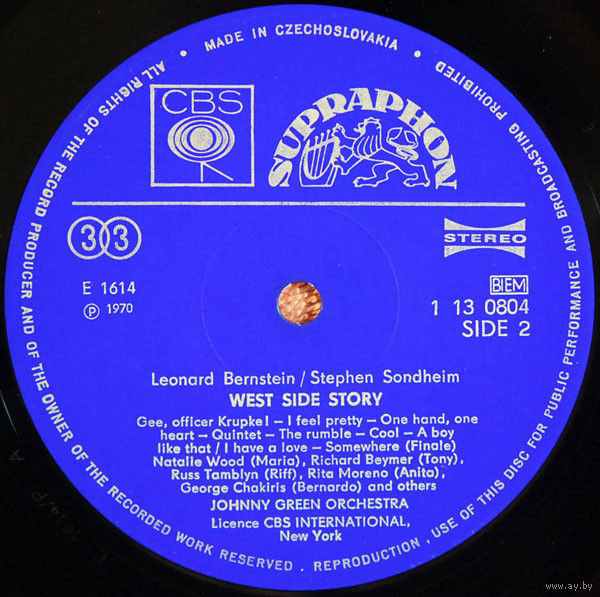 MADE IN CZECHOSLOVAKIA
ALL RIGHTS OF THE RECORD PRODUCER AND OF THE OWNER OF THE RECORDED WORK RESERVED . REPRODUCTION, USE OF THIS DISC FOR PUBLIC PERFORMANCE AND BROADCASTING PROHIBITED
CBS
SUPRAPHON
33
STEREO
E 1614
BIEM
℗ 1970
1 13 0804
SIDE 2
Leonard Bernstein / Stephen Sondheim
WEST SIDE STORY
Gee, officer Krupkel – I feel pretty – One hand, one
heart – Quintet – The rumble – Cool – A boy
like that / I have a love – Somewhere (Finale)
Natalie Wood (Maria), Richard Beymer (Tony),
Russ Tamblyn (Riff), Rita Moreno (Anita),
George Chakiris (Bernardo) and others
JOHNNY GREEN ORCHESTRA
Licence CBS INTERNATIONAL,
New York
www.ay.by